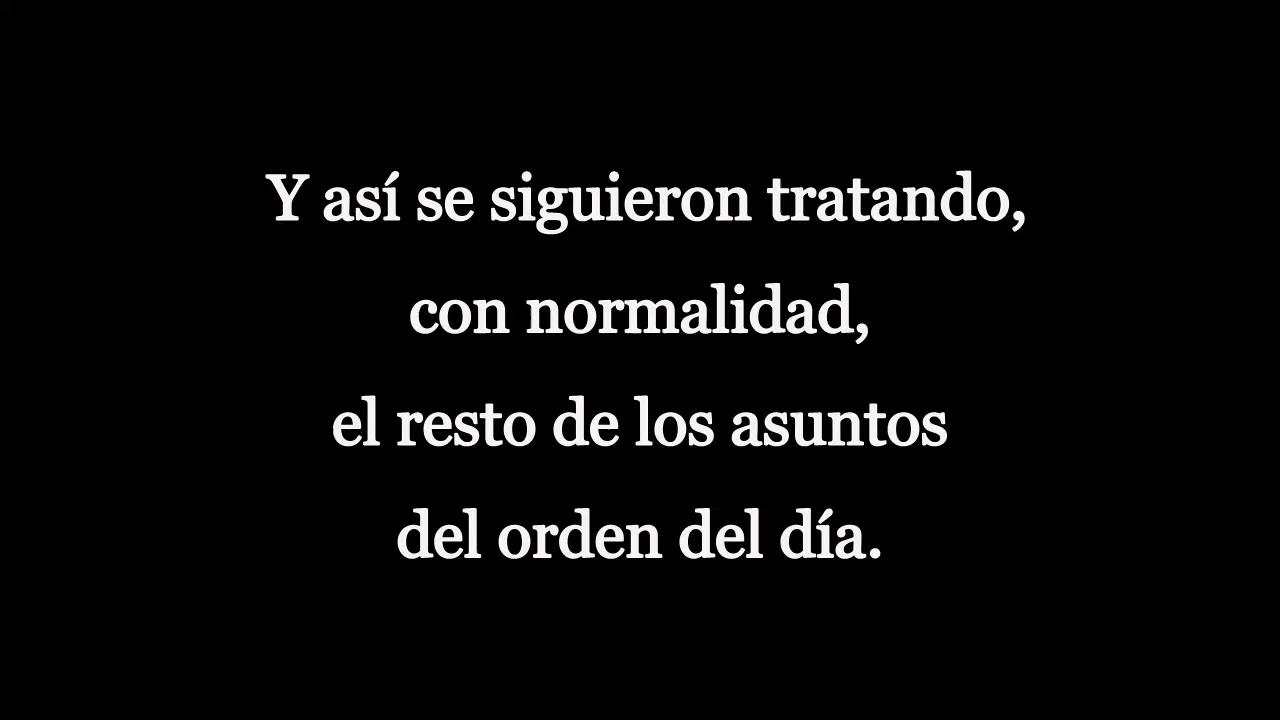 Y así se siguieron tratando,
con normalidad,
el resto de los asuntos
del orden del día.